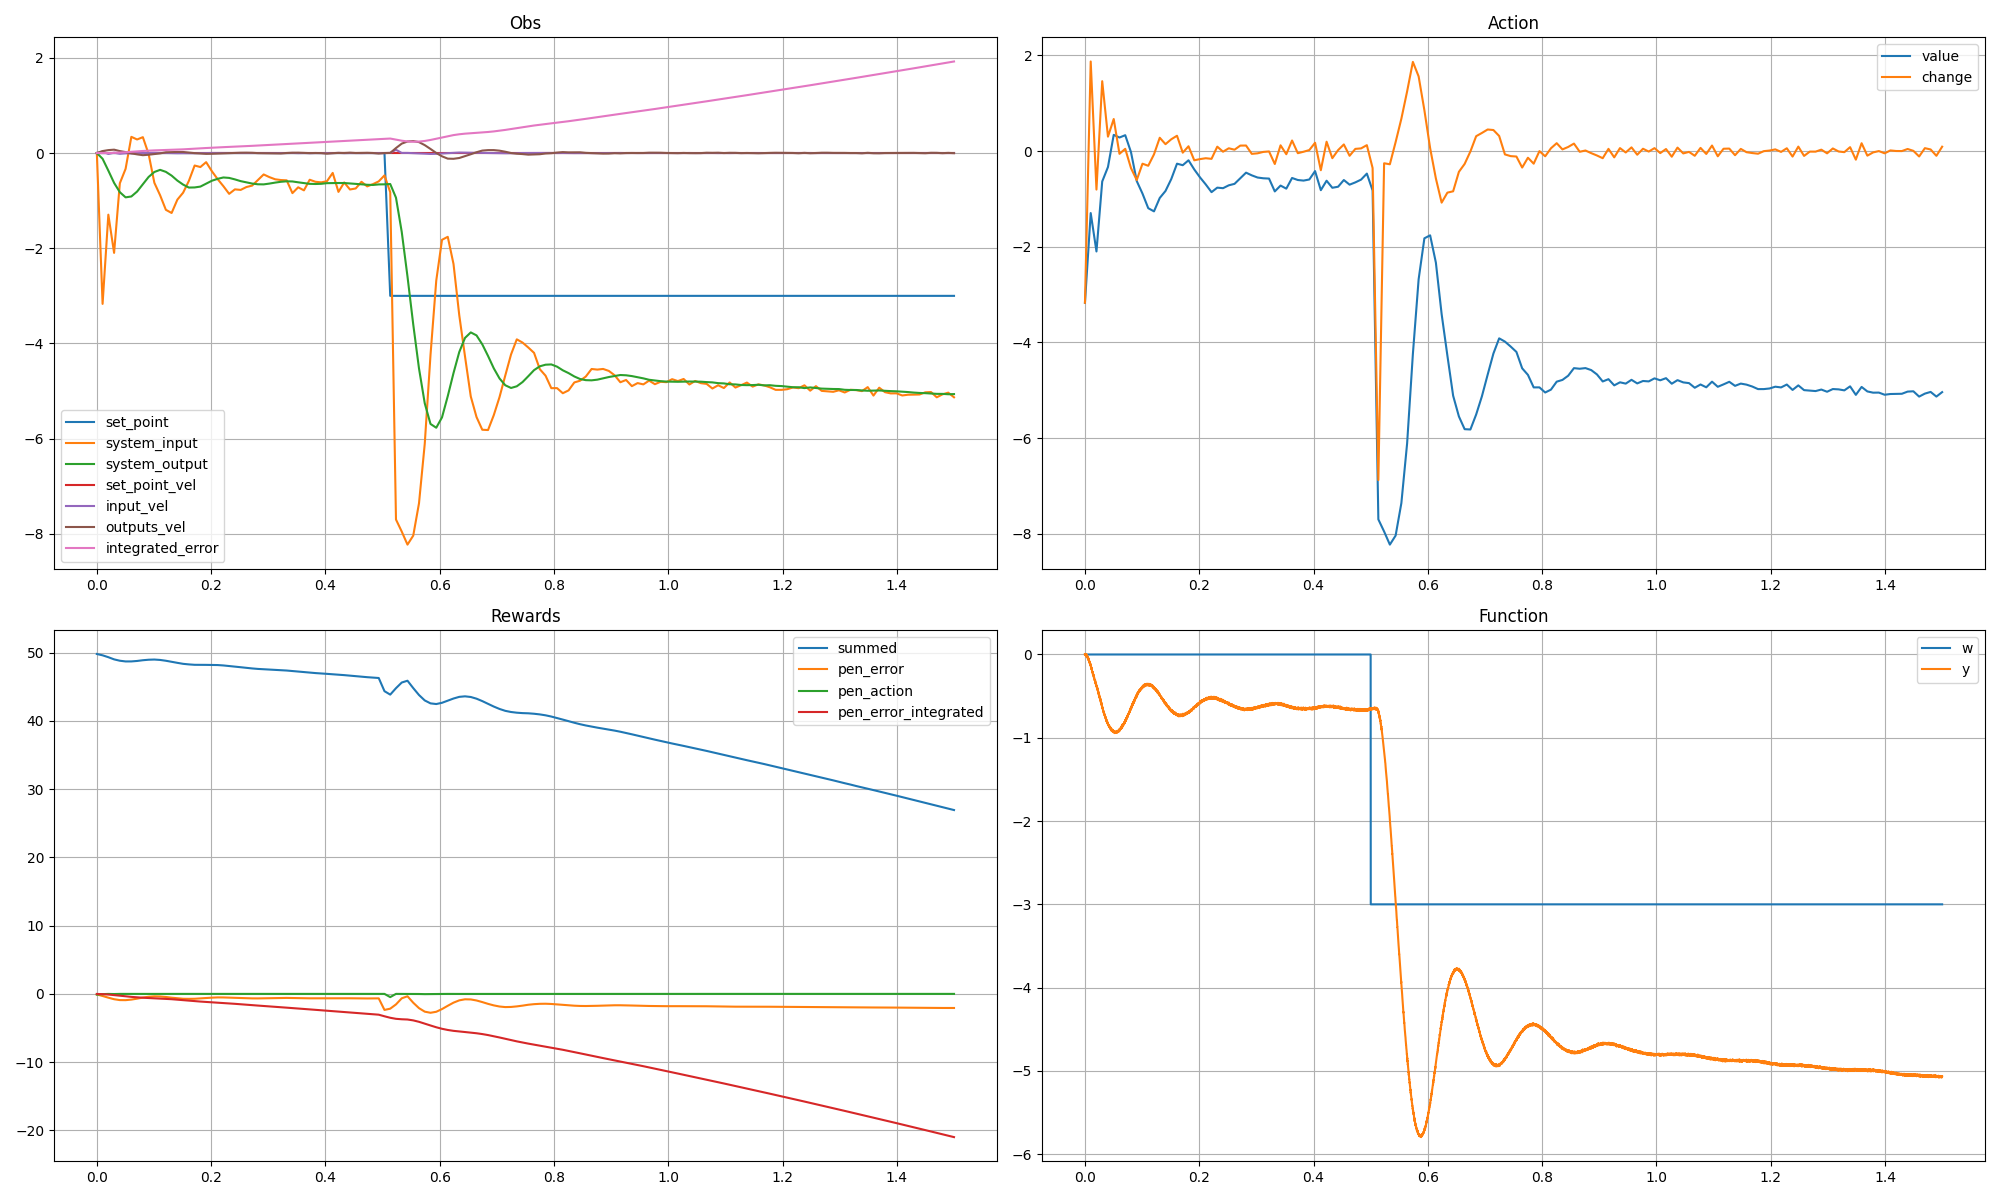 Obs
2
0
−2
−4
−6
−8
set_point
system_input
system_output
set_point_vel
input_vel
outputs_vel
integrated_error
0.0 0.2 0.4 0.6 0.8 1.0 1.2 1.4
Action
2
0
−2
−4
−6
−8
value
change
0.0 0.2 0.4 0.6 0.8 1.0 1.2 1.4
Rewards
50
40
30
20
10
0
−10
−20
summed
pen_error
pen_action
pen_error_integrated
0.0 0.2 0.4 0.6 0.8 1.0 1.2 1.4
Function
0
−1
−2
−3
−4
−5
−6
w
y
0.0 0.2 0.4 0.6 0.8 1.0 1.2 1.4